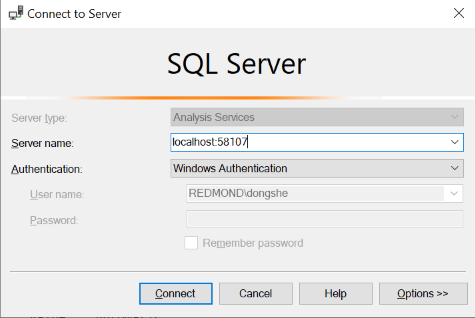 Connect to Server
SQL Server
Server type: Analysis Services
Server name: localhost:58107
Authentication: Windows Authentication
User name: REDMOND\dongshe
Password:
Remember password
Connect Cancel Help Options >>